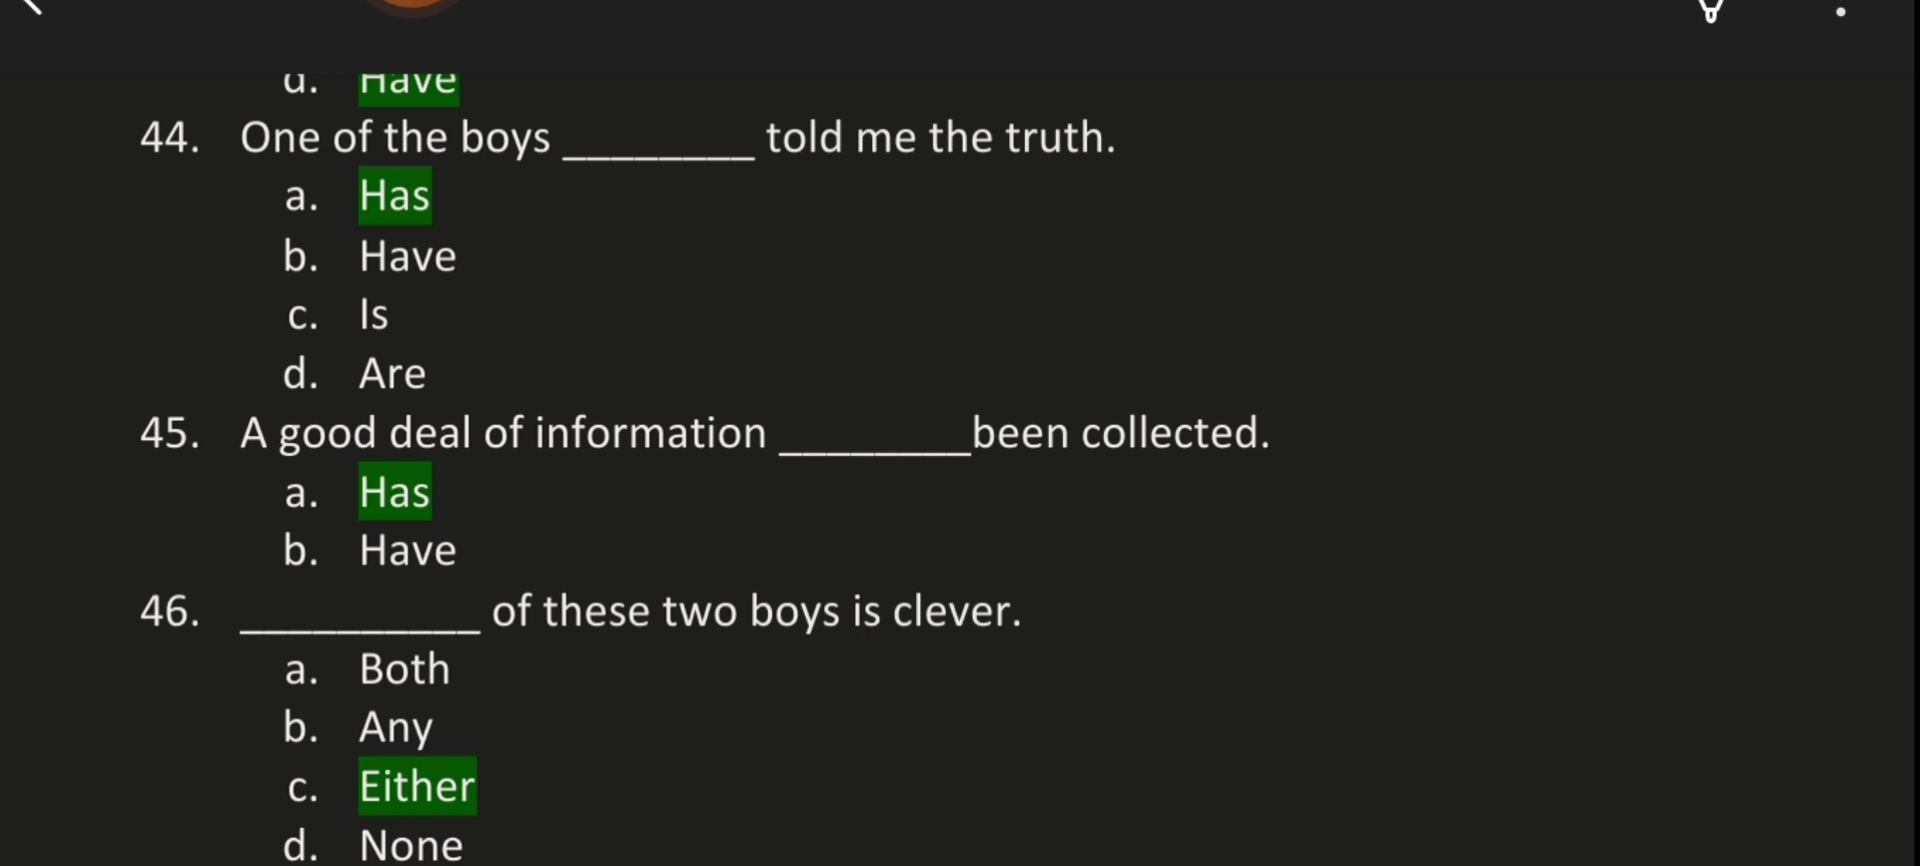 d. Have
44. One of the boys ________ told me the truth.
a. Has
b. Have
c. Is
d. Are
45. A good deal of information ________been collected.
a. Has
b. Have
46. __________ of these two boys is clever.
a. Both
b. Any
c. Either
d. None